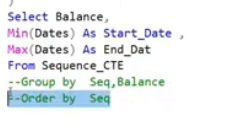 )
Select Balance,
Min(Dates) As Start_Date ,
Max(Dates) As End_Dat
From Sequence_CTE
--Group by  Seq,Balance
--Order by  Seq